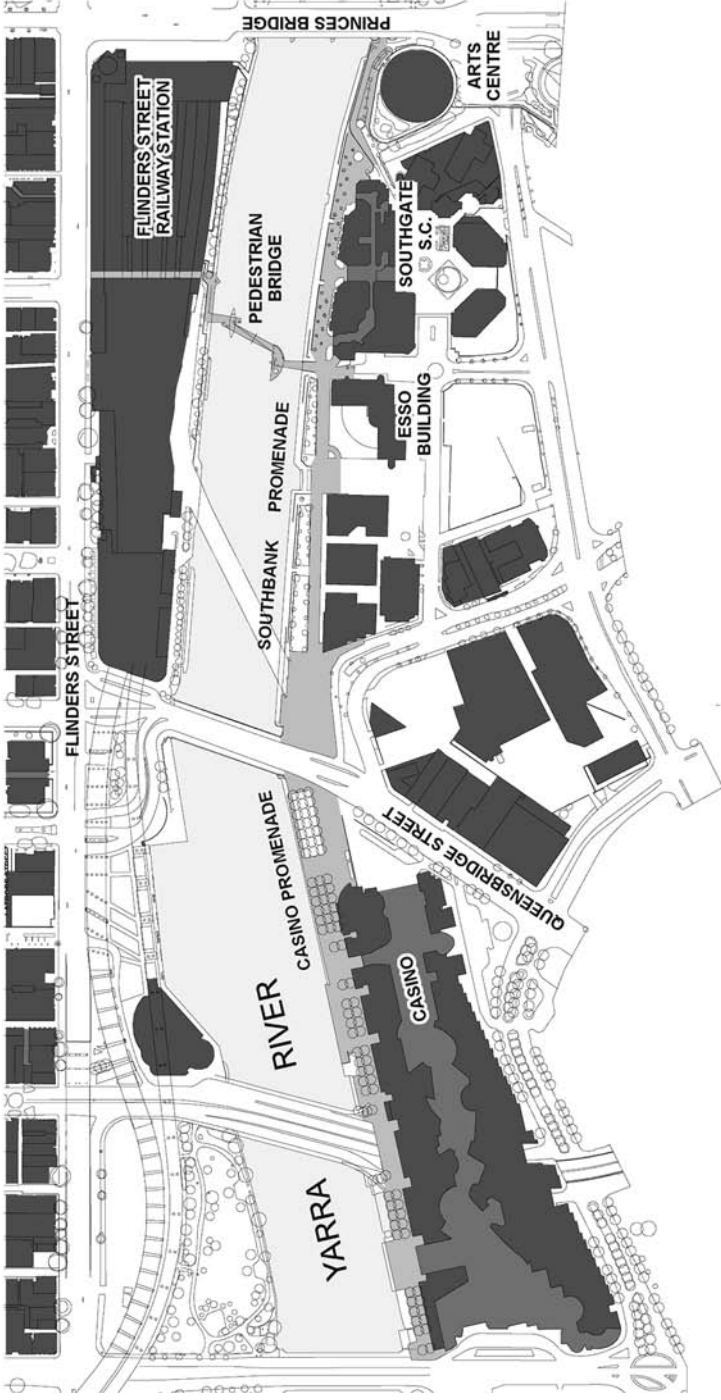 FLINDERS STREET
FLINDERS STREET
RAILWAY STATION
PRINCES BRIDGE
PEDESTRIAN
BRIDGE
YARRA RIVER
SOUTHBANK PROMENADE
CASINO PROMENADE
CASINO
QUEENSBRIDGE STREET
ESSO
BUILDING
SOUTHGATE
S.C.
ARTS
CENTRE